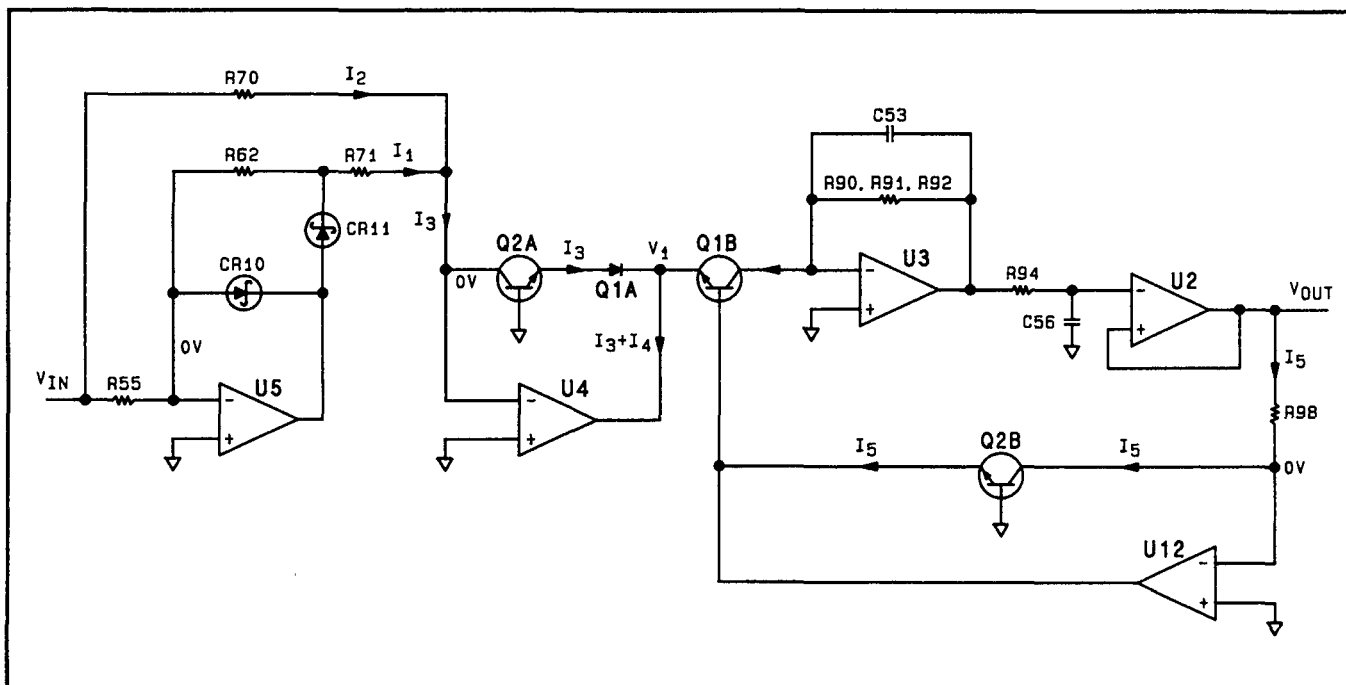 R70
I2
C53
R62
R71
I1
R90, R91, R92
I3
CR11
Q2A
I3
V1
Q1B
-
U3
CR10
0V
Q1A
+
R94
-
U2
VOUT
C56
+
0V
I3+I4
I5
VIN
R55
-
U5
-
U4
R98
+
+
Q2B
I5
I5
0V
U12
-
+